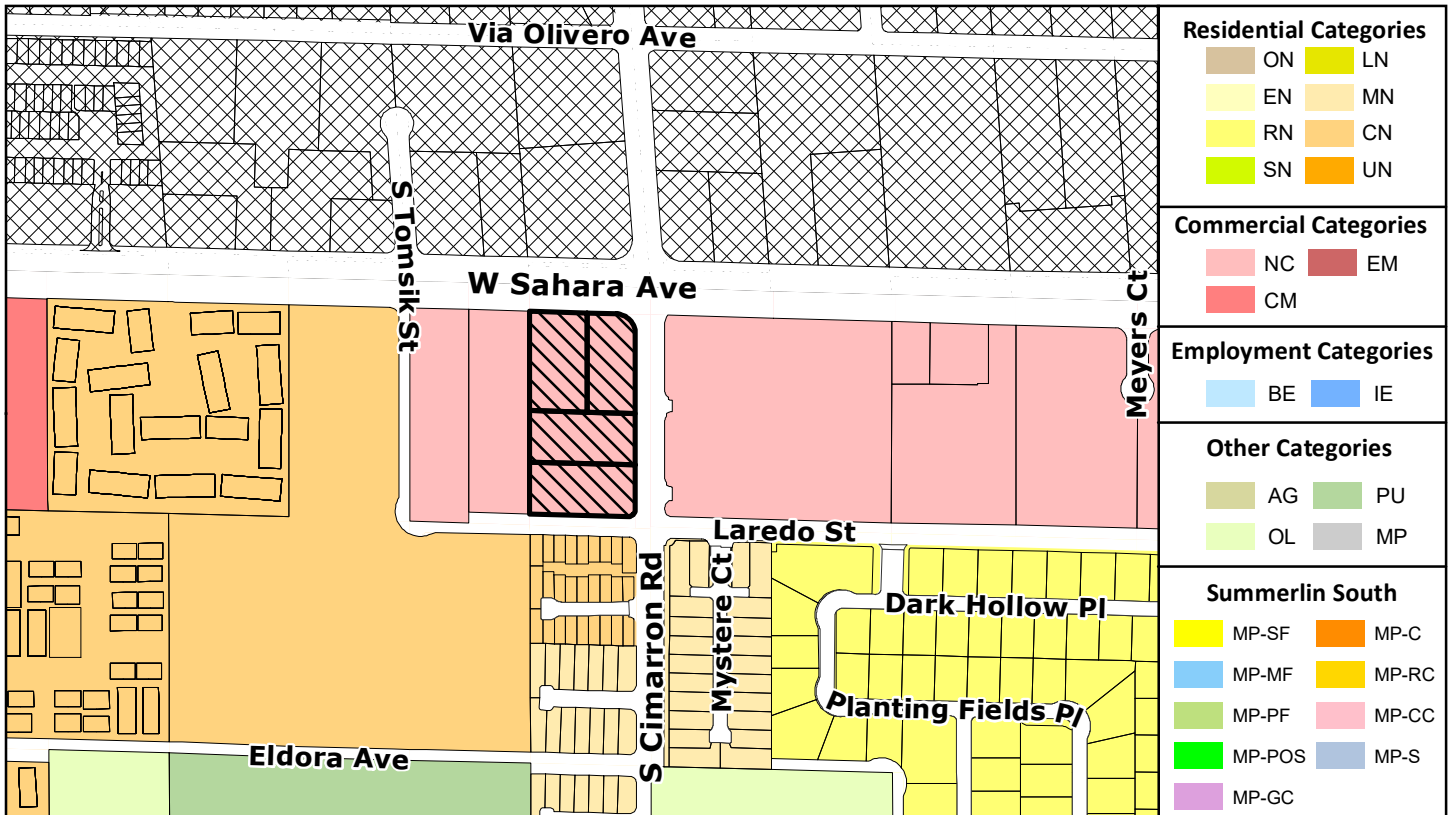 Via Olivero Ave
S Tomsik St
W Sahara Ave
Meyers Ct
Laredo St
S Cimarron Rd
Mystere Ct
Dark Hollow Pl
Planting Fields Pl
Eldora Ave
Residential Categories
ON LN
EN MN
RN CN
SN UN
Commercial Categories
NC EM
CM
Employment Categories
BE IE
Other Categories
AG PU
OL MP
Summerlin South
MP-SF MP-C
MP-MF MP-RC
MP-PF MP-CC
MP-POS MP-S
MP-GC